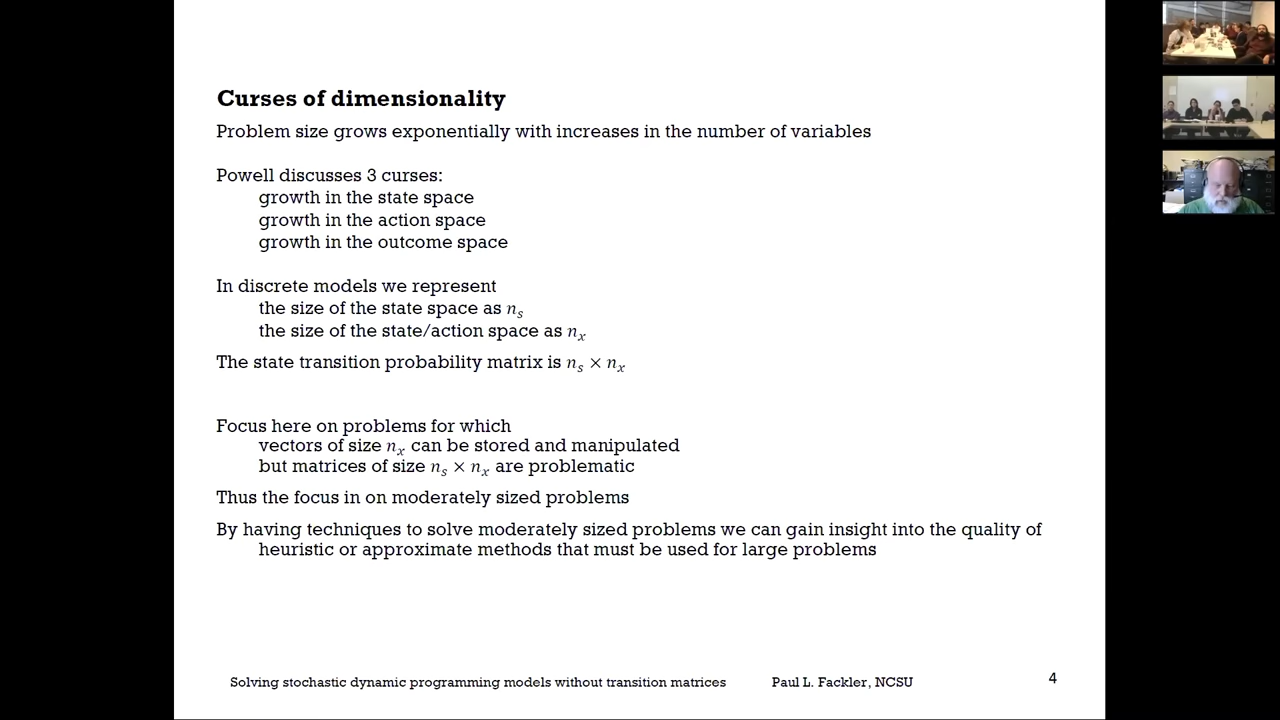 Curses of dimensionality
Problem size grows exponentially with increases in the number of variables
Powell discusses 3 curses:
growth in the state space
growth in the action space
growth in the outcome space
In discrete models we represent
the size of the state space as nₛ
the size of the state/action space as nₓ
The state transition probability matrix is nₛ × nₓ
Focus here on problems for which
vectors of size nₓ can be stored and manipulated
but matrices of size nₛ × nₓ are problematic
Thus the focus in on moderately sized problems
By having techniques to solve moderately sized problems we can gain insight into the quality of
heuristic or approximate methods that must be used for large problems
Solving stochastic dynamic programming models without transition matrices Paul L. Fackler, NCSU 4